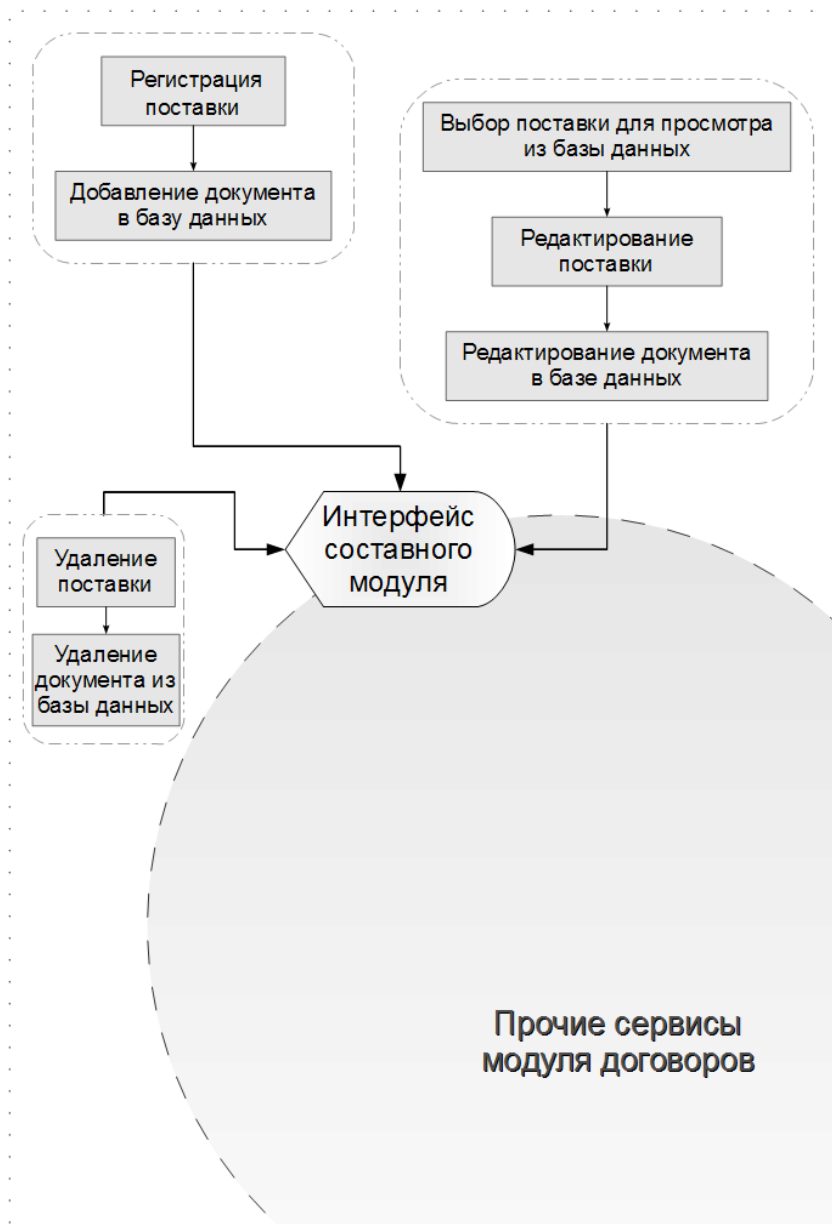 Регистрация
поставки
Добавление документа
в базу данных
Выбор поставки для просмотра
из базы данных
Редактирование
поставки
Редактирование документа
в базе данных
Интерфейс
составного
модуля
Удаление
поставки
Удаление
документа из
базы данных
Прочие сервисы
модуля договоров